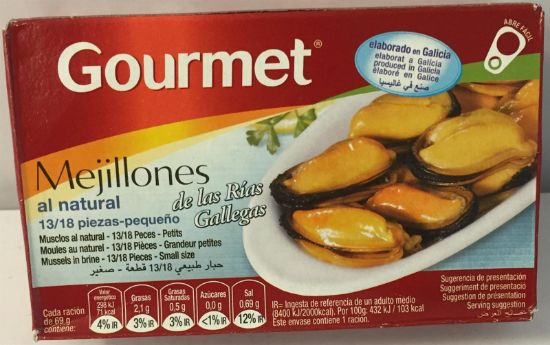 Gourmet®
elaborado en Galicia
elaborat a Galícia
produced in Galicia
élaboré en Galice
صنع في غاليسيا
ABRE FÁCIL
Mejillones
de las Rías
Gallegas
al natural
13/18 piezas-pequeño
Musclos al natural - 13/18 Peces - Petits
Moules au naturel - 13/18 Pièces - Grandeur petites
Mussels in brine - 13/18 Pieces - Small size
حبار طبيعي 13/18 قطعة - صغير
Sugerencia de presentación
Suggeriment de presentació
Suggestion de présentation
Serving suggestion
Cada ración
de 69 g
contiene:
Valor energético 298 kJ 71 kcal 4% IR
Grasas 2,1 g 3% IR
Grasas Saturadas 0,5 g 3% IR
Azúcares 0,0 g <1% IR
Sal 0,69 g 12% IR
IR= Ingesta de referencia de un adulto medio
(8400 kJ/2000kcal). Por 100g: 432 kJ / 103 kcal
Este envase contiene 1 ración.